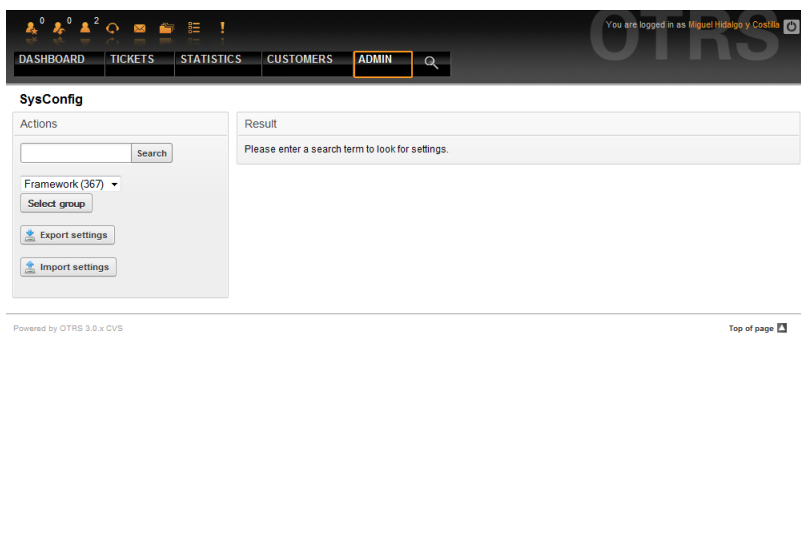 0 0 2
You are logged in as Miguel Hidalgo y Costilla
OTRS
DASHBOARD TICKETS STATISTICS CUSTOMERS ADMIN
SysConfig
Actions
Search
Framework (367)
Select group
Export settings
Import settings
Result
Please enter a search term to look for settings.
Powered by OTRS 3.0.x CVS
Top of page